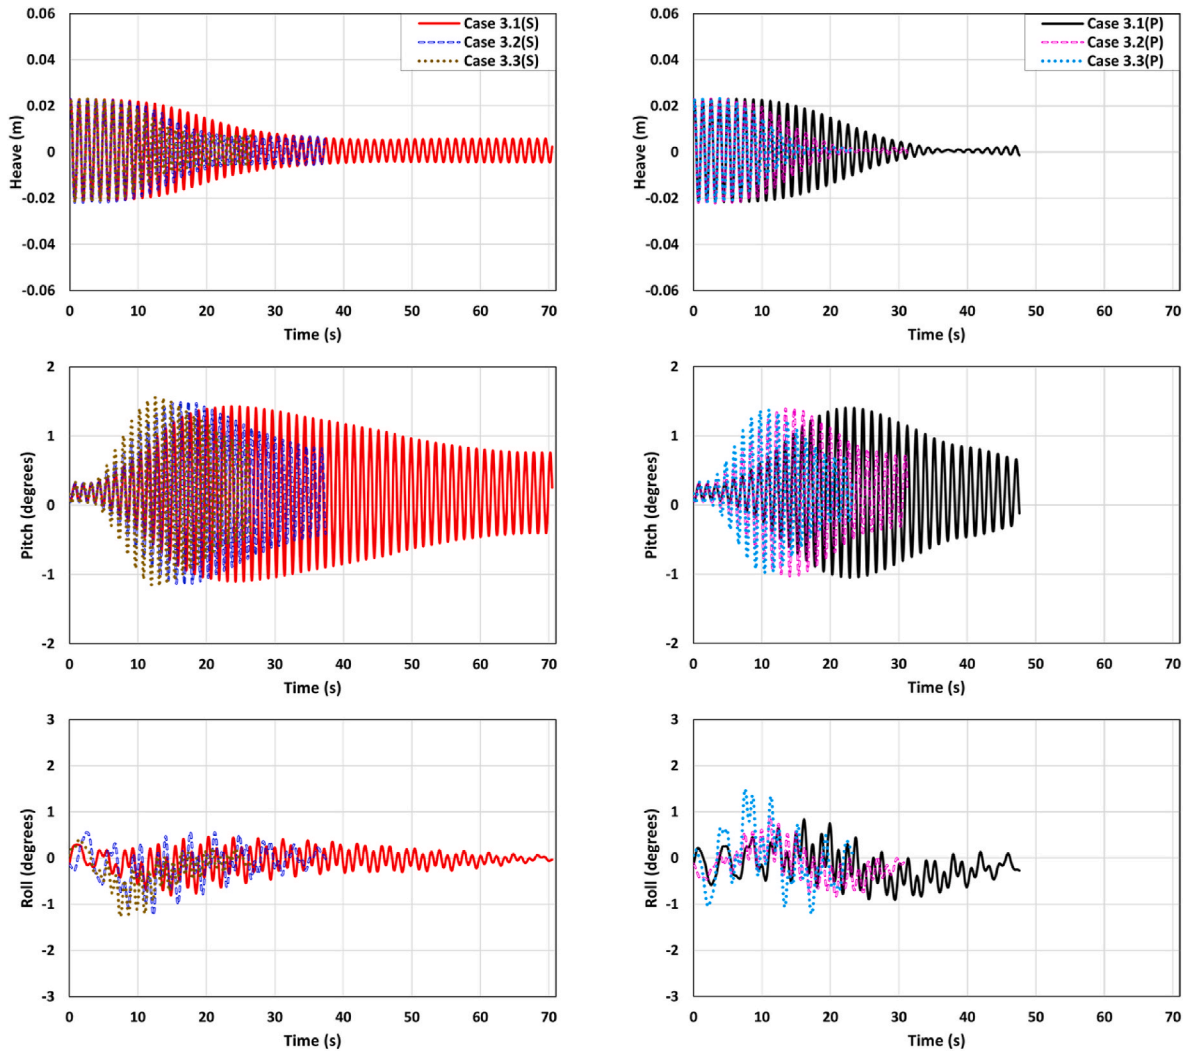 0.06
0.04
0.02
0
-0.02
-0.04
-0.06
Heave (m)
Case 3.1(S)
Case 3.2(S)
Case 3.3(S)
0 10 20 30 40 50 60 70
Time (s)
0.06
0.04
0.02
0
-0.02
-0.04
-0.06
Heave (m)
Case 3.1(P)
Case 3.2(P)
Case 3.3(P)
0 10 20 30 40 50 60 70
Time (s)
2
1
0
-1
-2
Pitch (degrees)
0 10 20 30 40 50 60 70
Time (s)
2
1
0
-1
-2
Pitch (degrees)
0 10 20 30 40 50 60 70
Time (s)
3
2
1
0
-1
-2
-3
Roll (degrees)
0 10 20 30 40 50 60 70
Time (s)
3
2
1
0
-1
-2
-3
Roll (degrees)
0 10 20 30 40 50 60 70
Time (s)